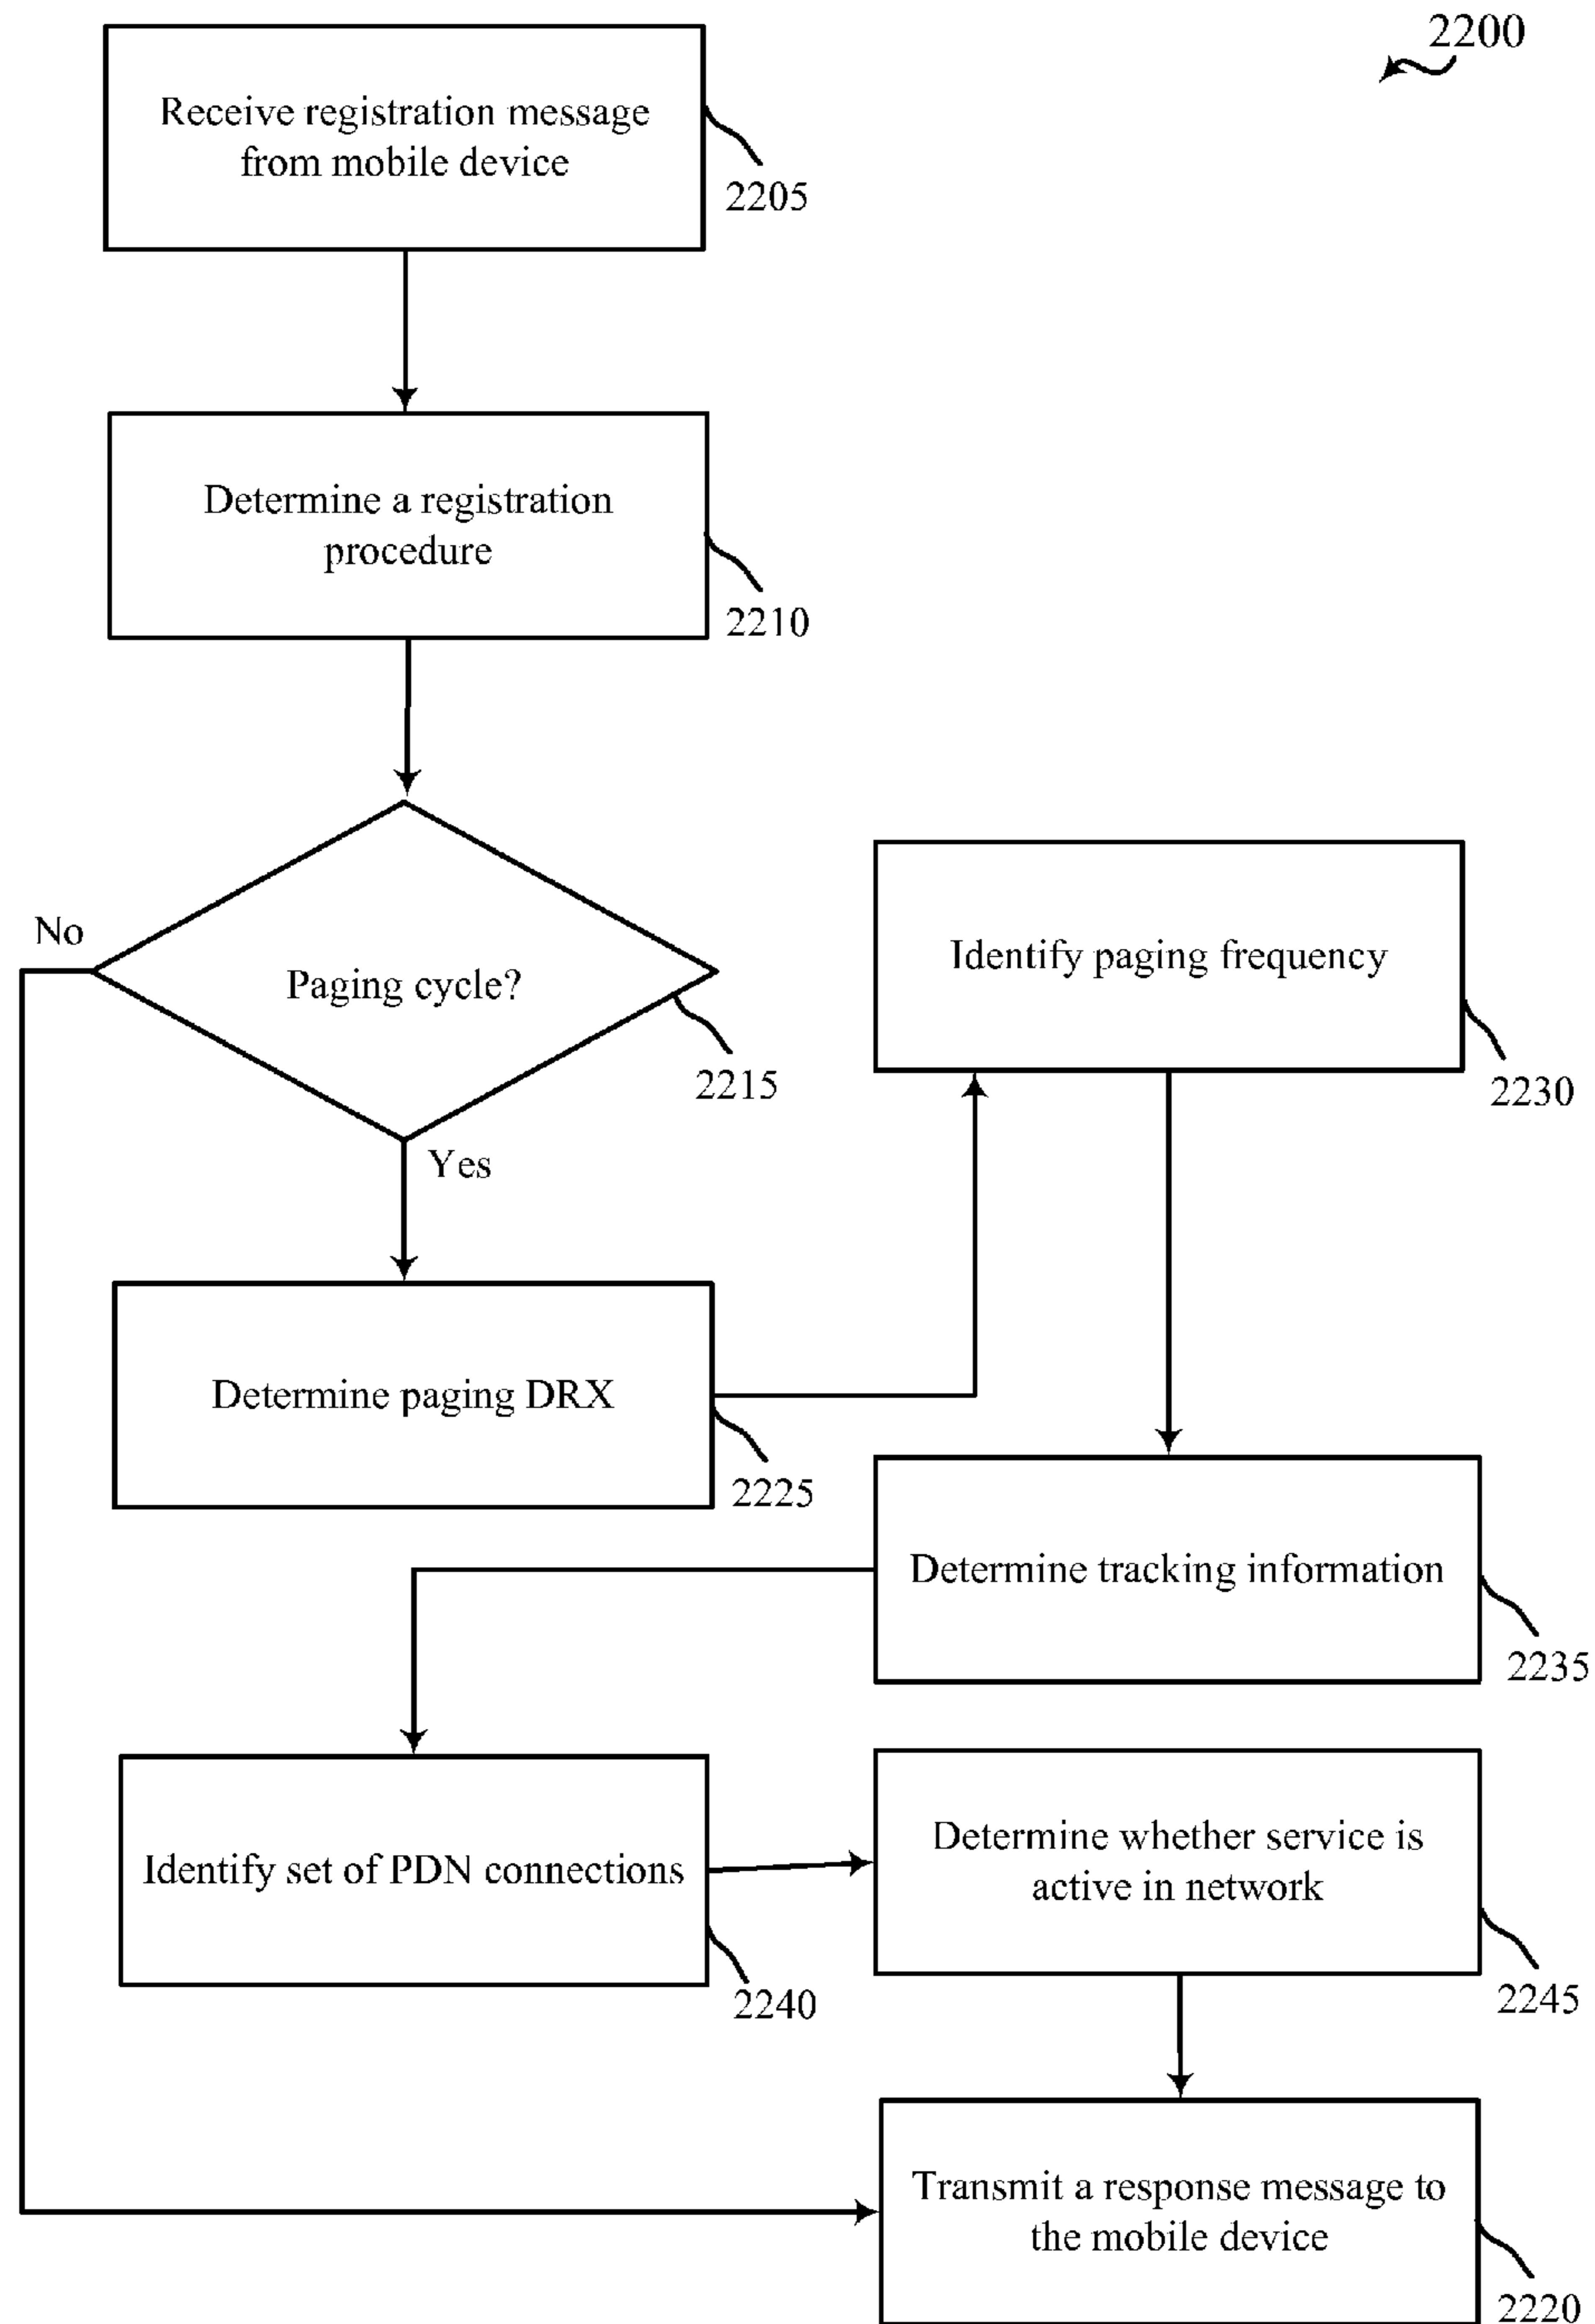 2200
Receive registration message
from mobile device
2205
Determine a registration
procedure
2210
No
Paging cycle?
2215
Yes
Identify paging frequency
2230
Determine paging DRX
2225
Determine tracking information
2235
Identify set of PDN connections
2240
Determine whether service is
active in network
2245
Transmit a response message to
the mobile device
2220